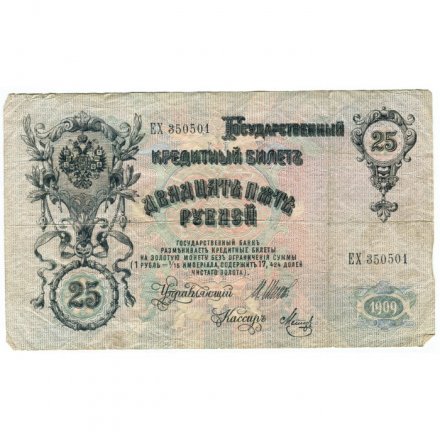 ЕХ 350501
Государственный
25
Кредитный Билетъ
Двадцать пять
Рублей
ГОСУДАРСТВЕННЫЙ БАНКЪ
РАЗМѢНИВАЕТЪ КРЕДИТНЫЕ БИЛЕТЫ
НА ЗОЛОТУЮ МОНЕТУ БЕЗЪ ОГРАНИЧЕНІЯ СУММЫ
(1 РУБЛЬ = 1/15 ИМПЕРІАЛА, СОДЕРЖИТЪ 17,424 ДОЛЕЙ
ЧИСТАГО ЗОЛОТА).
ЕХ 350501
25
Управляющій
Кассиръ
1909